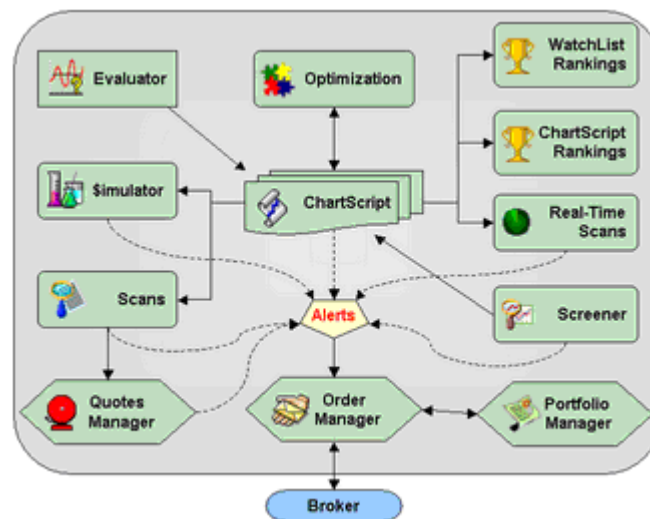 Evaluator
Optimization
WatchList
Rankings
ChartScript
Rankings
$imulator
ChartScript
Real-Time
Scans
Scans
Alerts
Screener
Quotes
Manager
Order
Manager
Portfolio
Manager
Broker